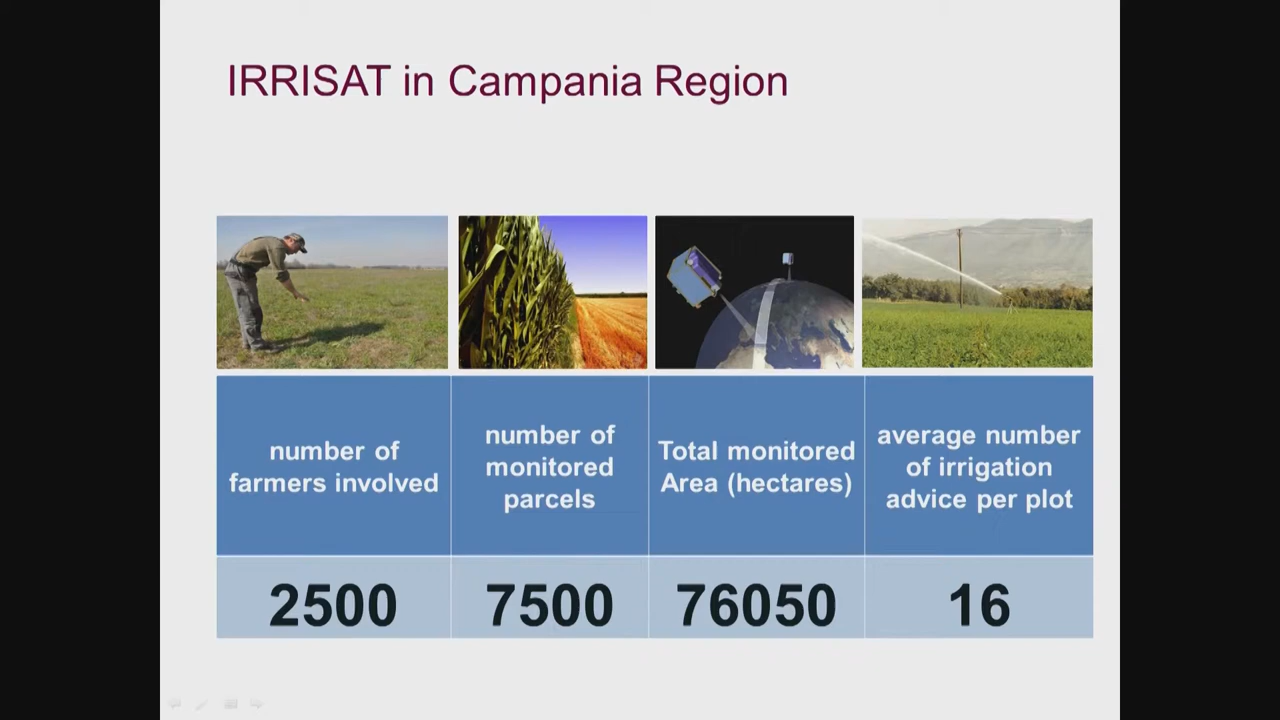 IRRISAT in Campania Region
number of
farmers involved
number of
monitored
parcels
Total monitored
Area (hectares)
average number
of irrigation
advice per plot
2500
7500
76050
16